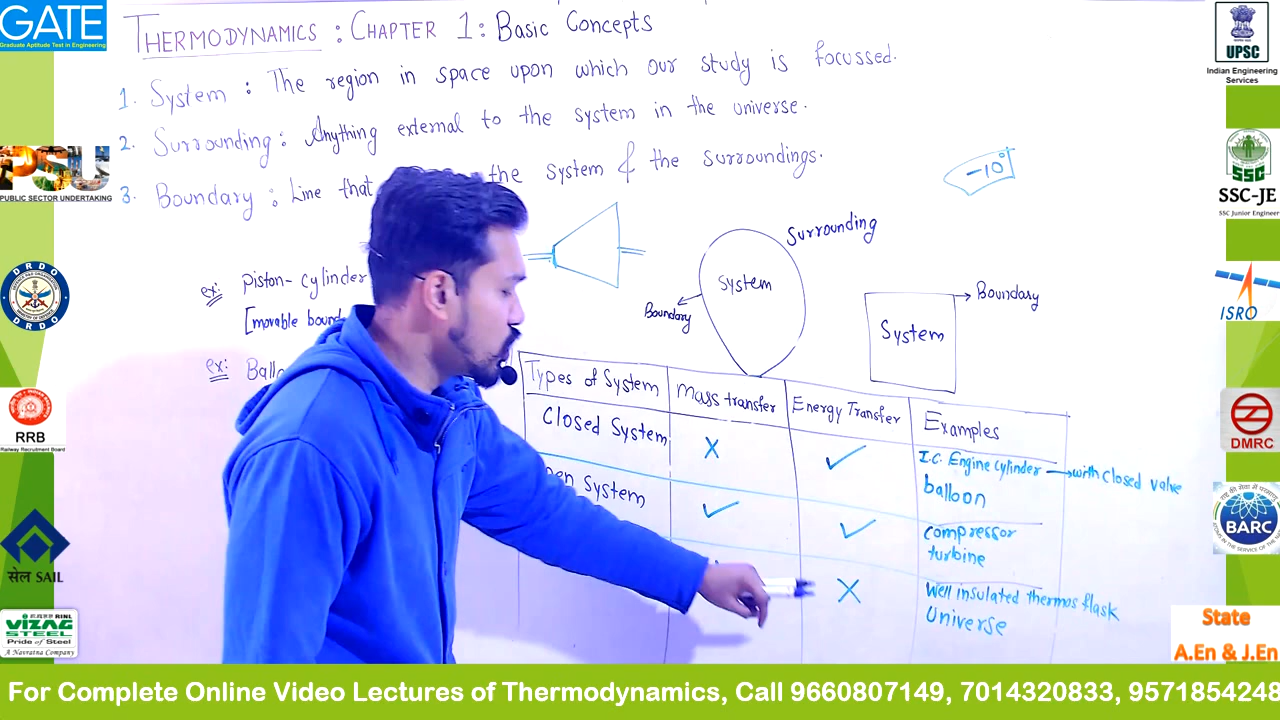 GATE
Graduate Aptitude Test in Engineering
THERMODYNAMICS : CHAPTER 1: Basic Concepts
1. System : The region in space upon which our study is focussed.
2. Surrounding : Anything external to the system in the universe.
3. Boundary : Line that the System & the surroundings.
-10°
ex: Piston-cylinder
[movable
ex:
System
Surrounding
Boundary
System
Boundary
Types of System Mass transfer Energy Transfer Examples
Closed System X ✓ I.C. Engine cylinder → with closed valve
balloon
System ✓ ✓ compressor
turbine
X Well insulated thermos flask
Universe
PSU
PUBLIC SECTOR UNDERTAKING
DRDO
DRDO
RRB
Railway Recruitment Board
सेल SAIL
RINL
VIZAG
STEEL
Pride of Steel
A Navratna Company
UPSC
Indian Engineering
Services
SSC
SSC-JE
SSC Junior Engineer
ISRO
DMRC
BARC
State
A.En & J.En
For Complete Online Video Lectures of Thermodynamics, Call 9660807149, 7014320833, 9571854248